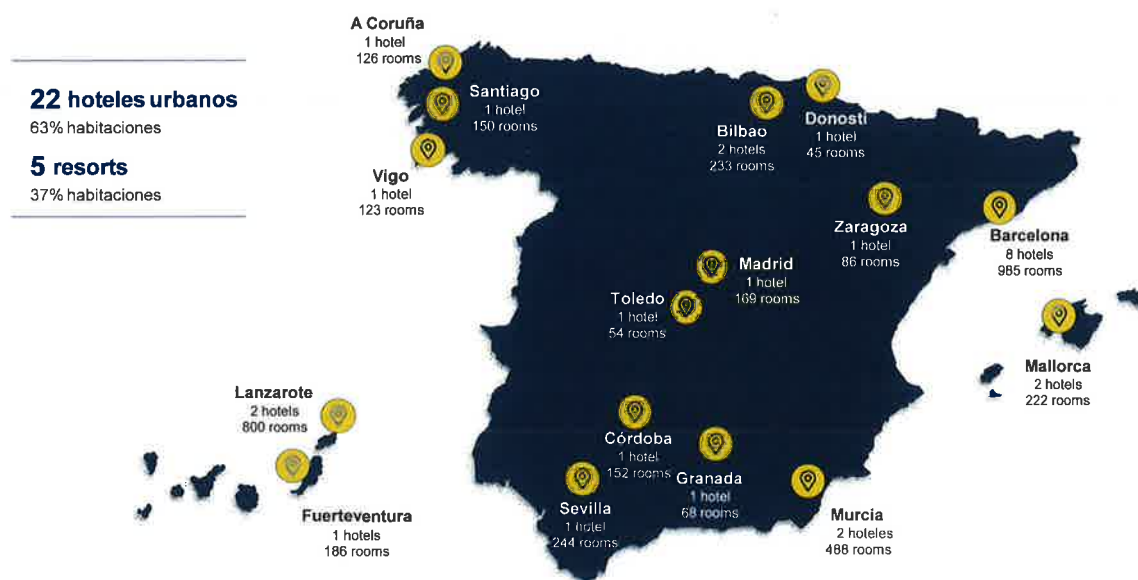 22 hoteles urbanos
63% habitaciones
5 resorts
37% habitaciones
A Coruña
1 hotel
126 rooms
Santiago
1 hotel
150 rooms
Vigo
1 hotel
123 rooms
Bilbao
2 hotels
233 rooms
Donosti
1 hotel
45 rooms
Zaragoza
1 hotel
86 rooms
Barcelona
8 hotels
985 rooms
Madrid
1 hotel
169 rooms
Toledo
1 hotel
54 rooms
Mallorca
2 hotels
222 rooms
Lanzarote
2 hotels
800 rooms
Fuerteventura
1 hotels
186 rooms
Córdoba
1 hotel
152 rooms
Sevilla
1 hotel
244 rooms
Granada
1 hotel
68 rooms
Murcia
2 hoteles
488 rooms